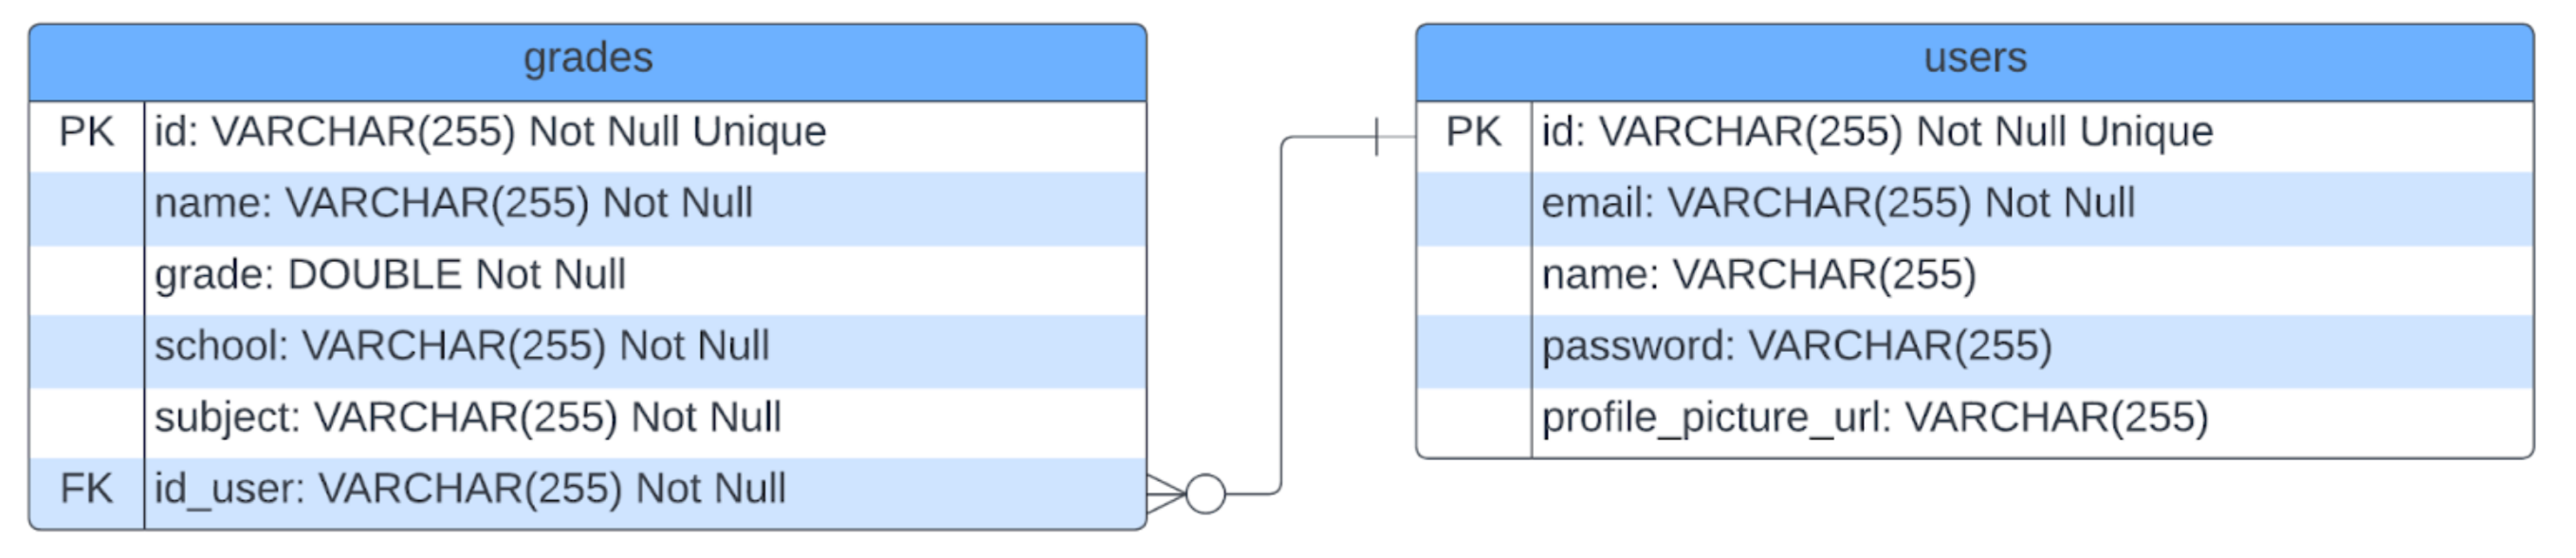 grades
PK id: VARCHAR(255) Not Null Unique
name: VARCHAR(255) Not Null
grade: DOUBLE Not Null
school: VARCHAR(255) Not Null
subject: VARCHAR(255) Not Null
FK id_user: VARCHAR(255) Not Null
users
PK id: VARCHAR(255) Not Null Unique
email: VARCHAR(255) Not Null
name: VARCHAR(255)
password: VARCHAR(255)
profile_picture_url: VARCHAR(255)